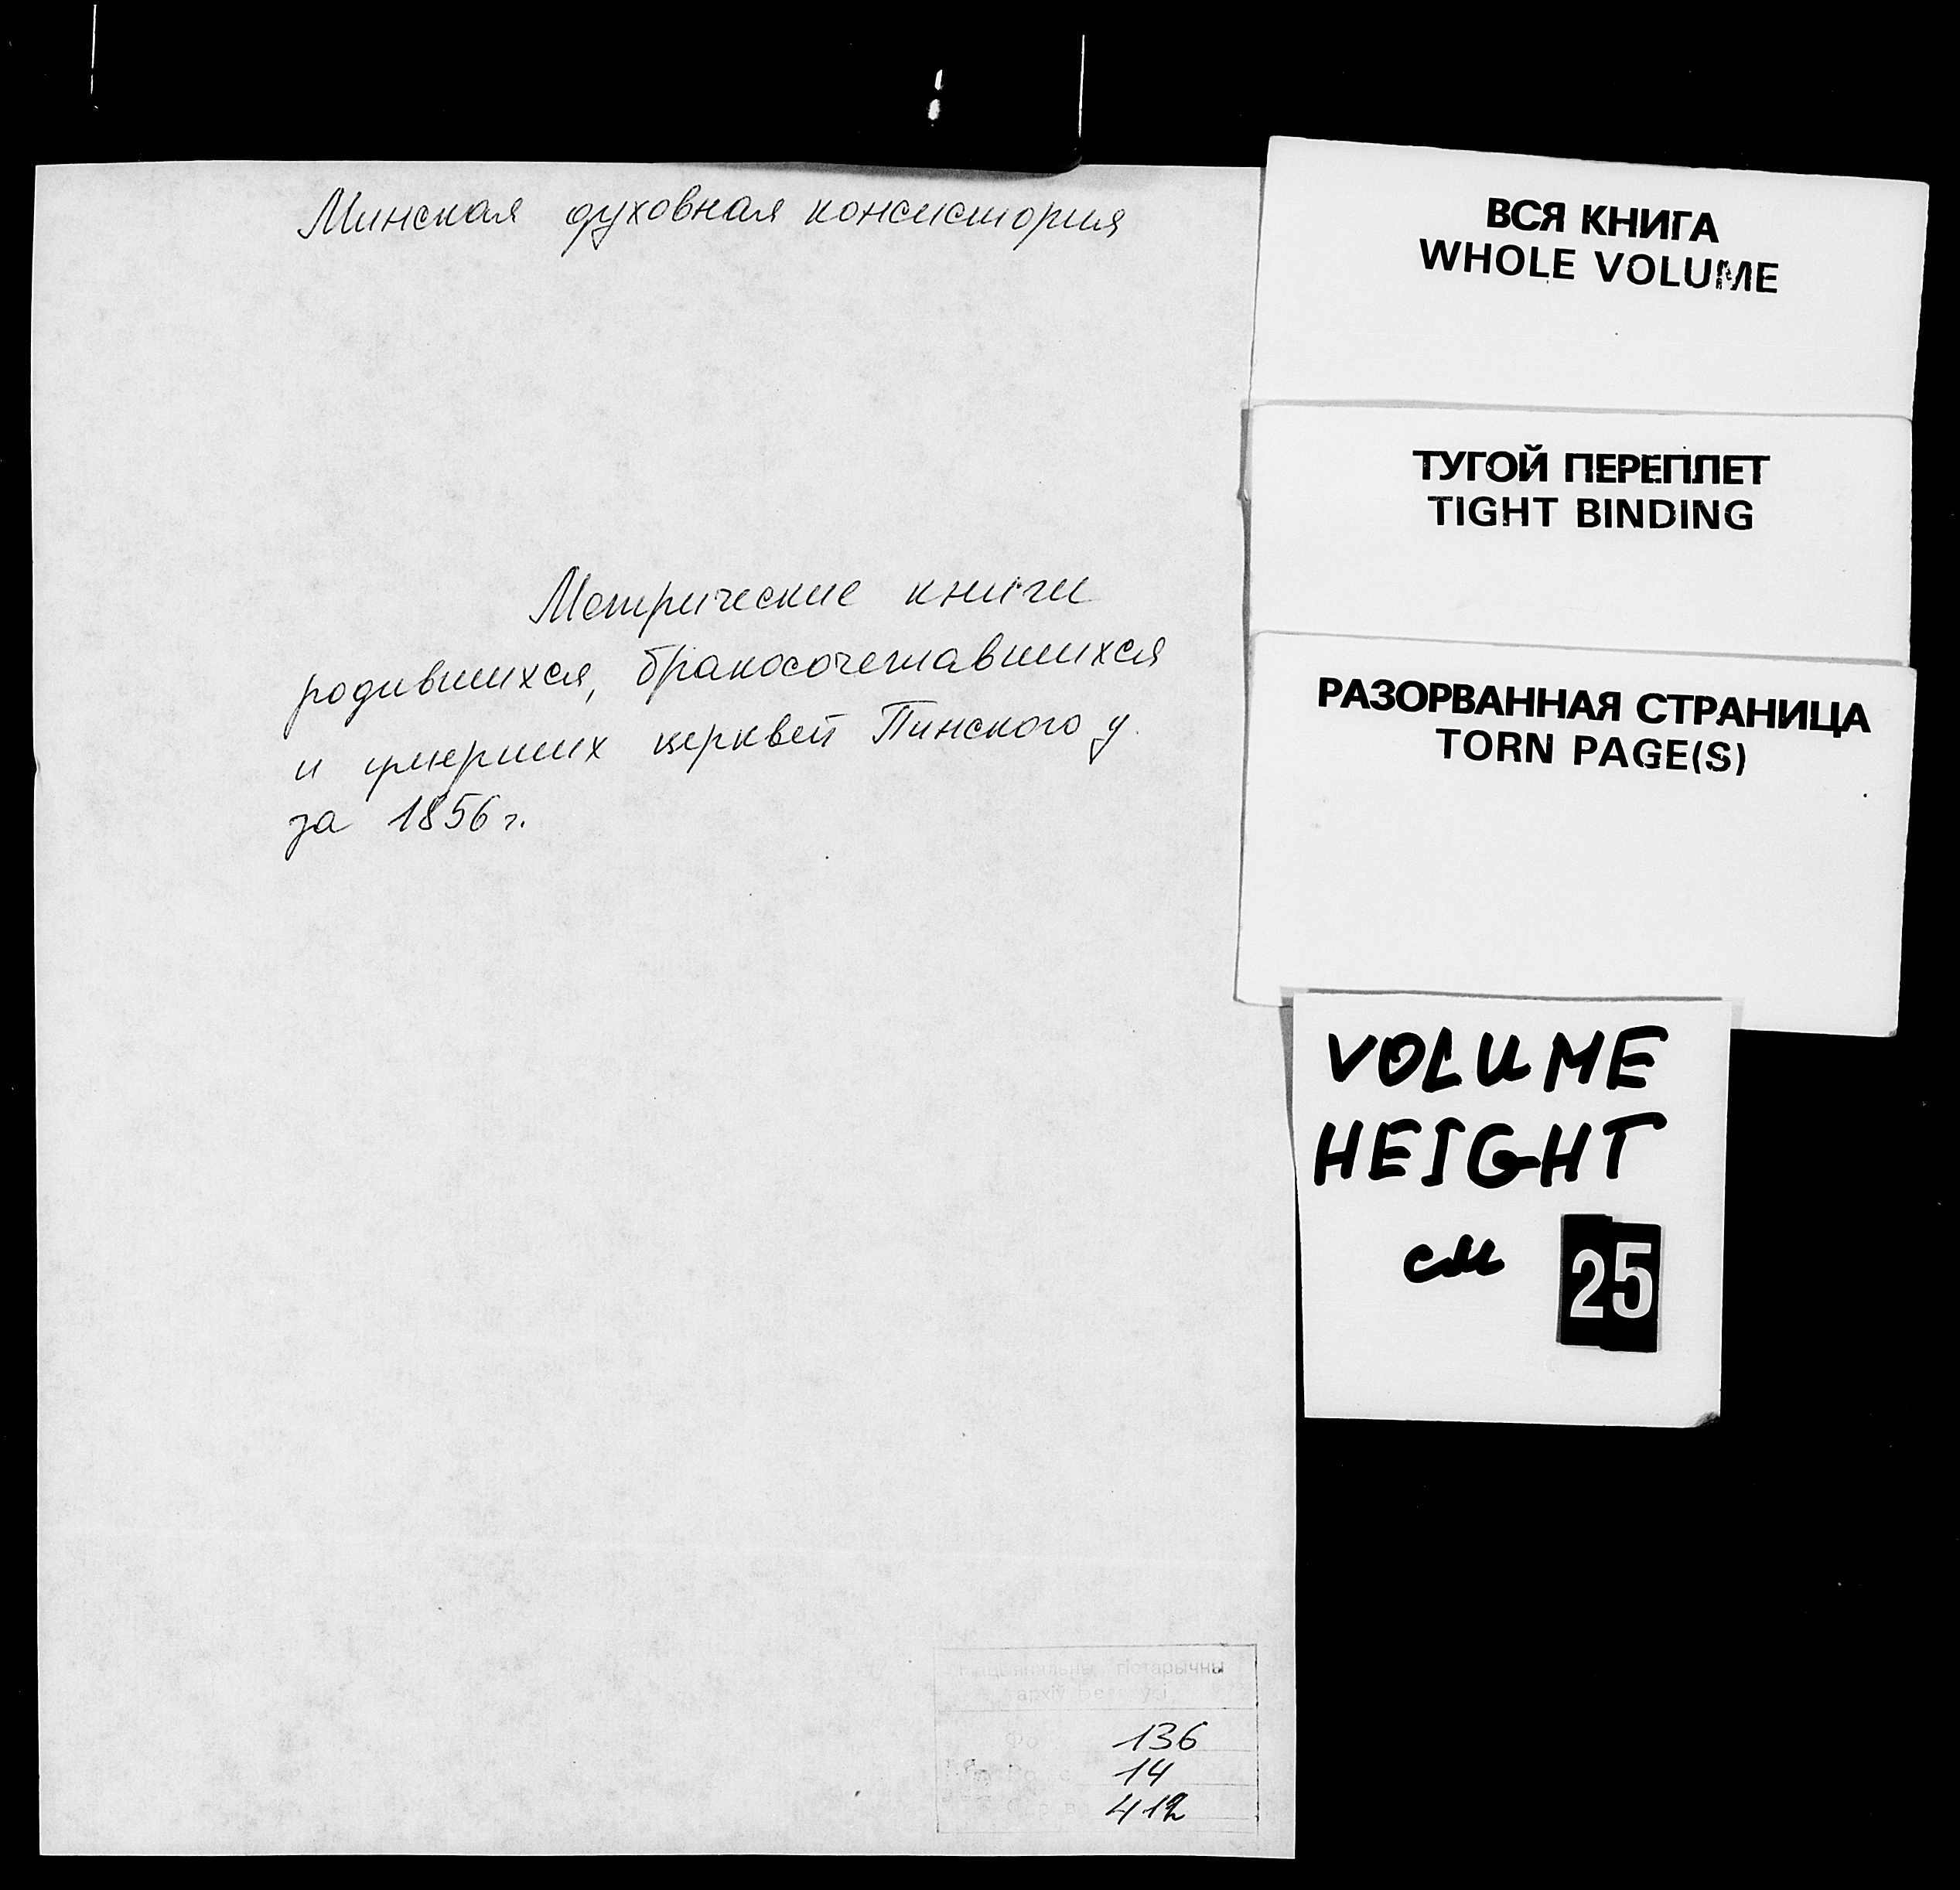 Минская духовная консистория
Метрические книги
родившихся, бракосочетавшихся
и умерших церквей Пинского у.
за 1856 г.
гістарычны
136
14
412
ВСЯ КНИГА
WHOLE VOLUME
ТУГОЙ ПЕРЕПЛЕТ
TIGHT BINDING
РАЗОРВАННАЯ СТРАНИЦА
TORN PAGE(S)
VOLUME
HEIGHT
см 25